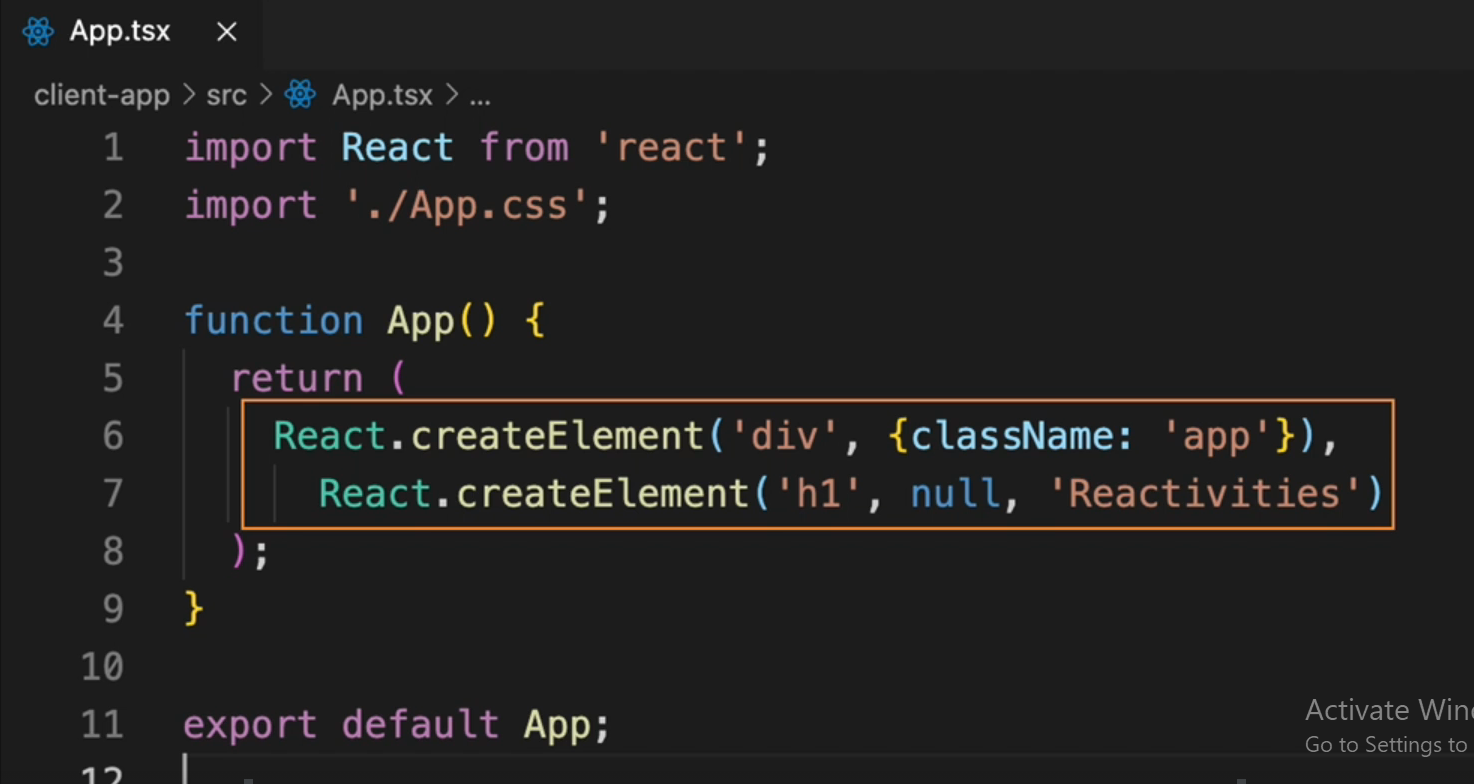 App.tsx ×
client-app > src > App.tsx > ...
1 import React from 'react';
2 import './App.css';
3
4 function App() {
5 return (
6 React.createElement('div', {className: 'app'}),
7 React.createElement('h1', null, 'Reactivities')
8 );
9 }
10
11 export default App;
12
Activate Win
Go to Settings to